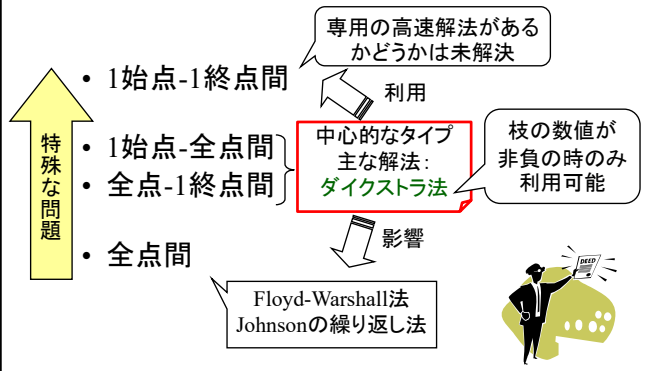 専用の高速解法がある
かどうかは未解決
• 1始点-1終点間
利用
特殊な問題
• 1始点-全点間
• 全点-1終点間
中心的なタイプ
主な解法：
ダイクストラ法
枝の数値が
非負の時のみ
利用可能
影響
• 全点間
Floyd-Warshall法
Johnsonの繰り返し法
DEED